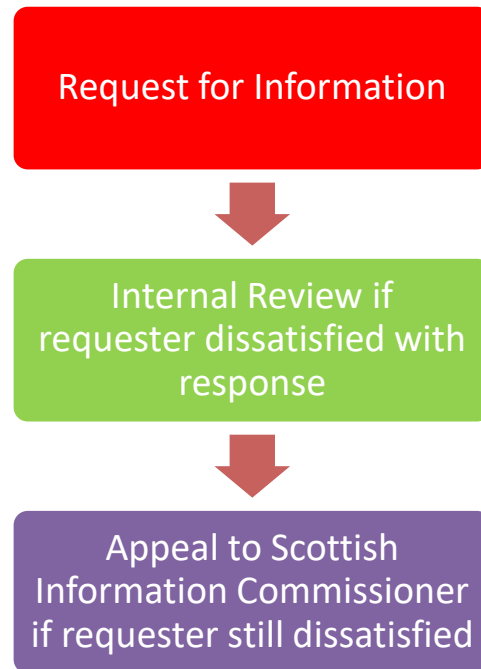 Request for Information
Internal Review if
requester dissatisfied with
response
Appeal to Scottish
Information Commissioner
if requester still dissatisfied